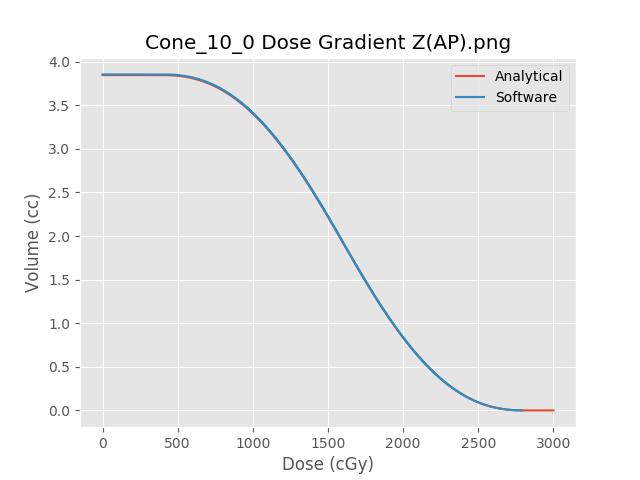 Cone_10_0 Dose Gradient Z(AP).png
Analytical
Software
Volume (cc)
4.0
3.5
3.0
2.5
2.0
1.5
1.0
0.5
0.0
0 500 1000 1500 2000 2500 3000
Dose (cGy)